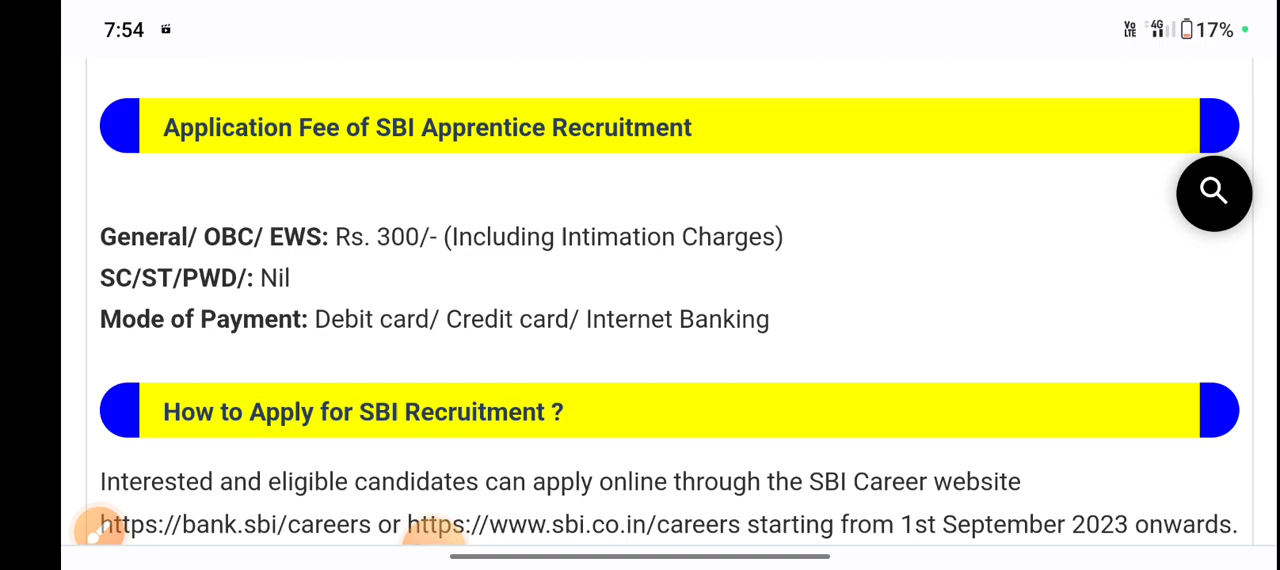 7:54
Vo LTE 4G 17%
Application Fee of SBI Apprentice Recruitment
General/ OBC/ EWS: Rs. 300/- (Including Intimation Charges)
SC/ST/PWD/: Nil
Mode of Payment: Debit card/ Credit card/ Internet Banking
How to Apply for SBI Recruitment ?
Interested and eligible candidates can apply online through the SBI Career website
https://bank.sbi/careers or https://www.sbi.co.in/careers starting from 1st September 2023 onwards.